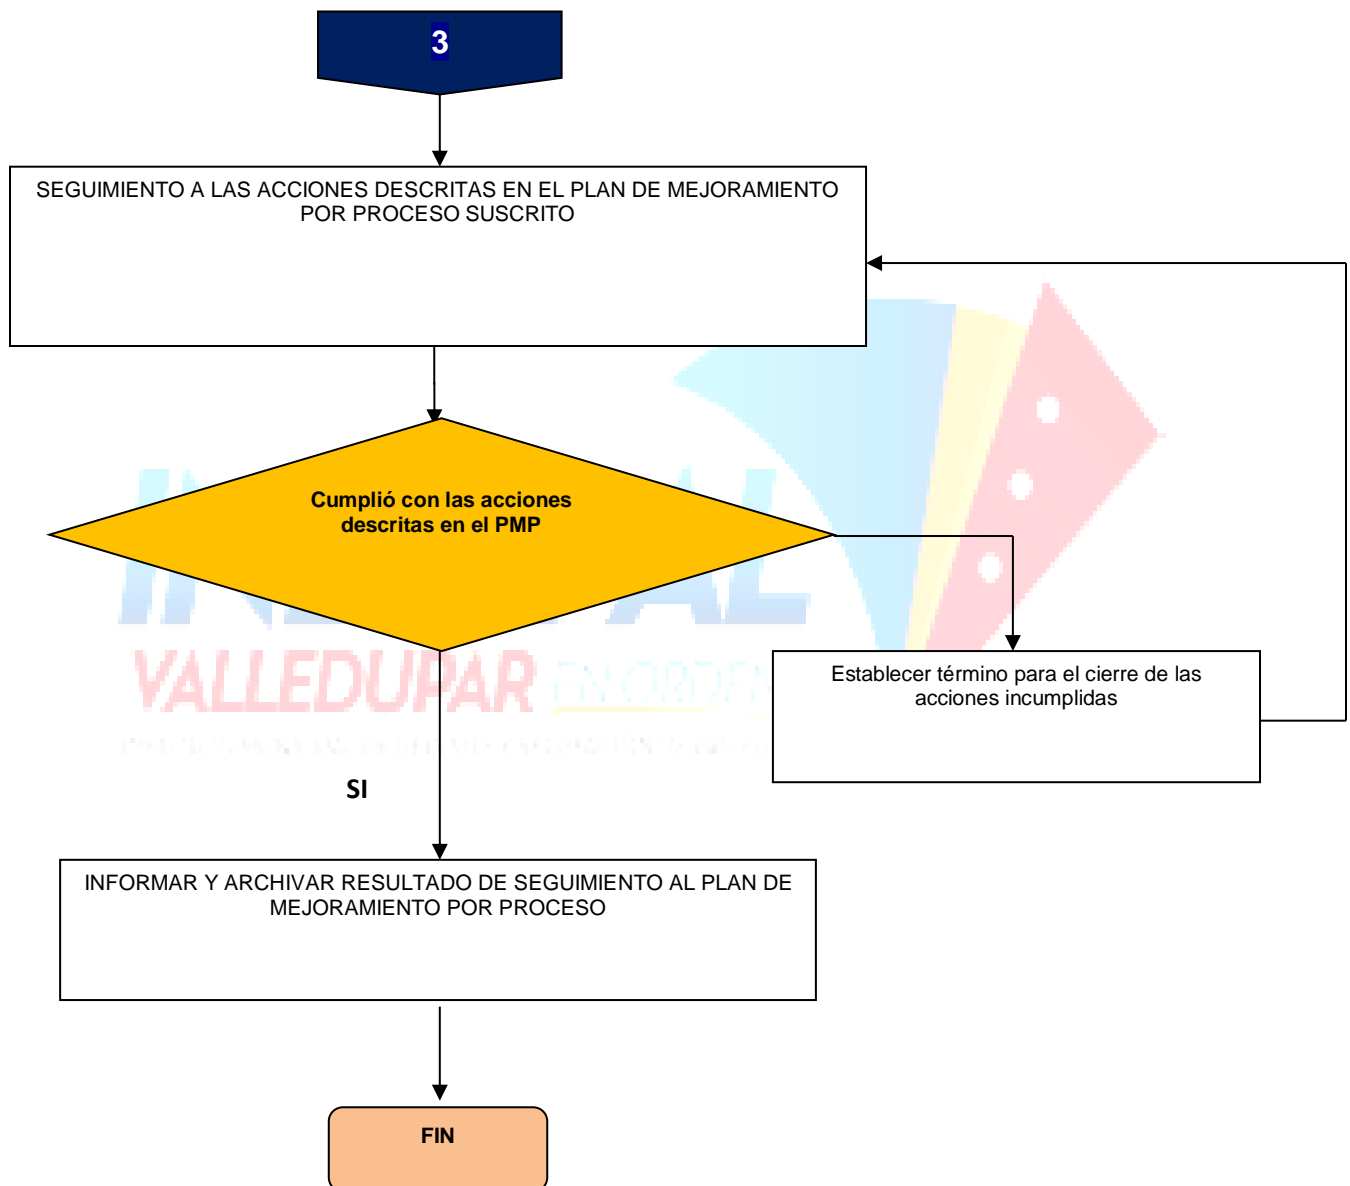 3
SEGUIMIENTO A LAS ACCIONES DESCRITAS EN EL PLAN DE MEJORAMIENTO
POR PROCESO SUSCRITO
Cumplió con las acciones
descritas en el PMP
VALLEDUPAR EN ORDEN
Establecer término para el cierre de las
acciones incumplidas
SI
INFORMAR Y ARCHIVAR RESULTADO DE SEGUIMIENTO AL PLAN DE
MEJORAMIENTO POR PROCESO
FIN